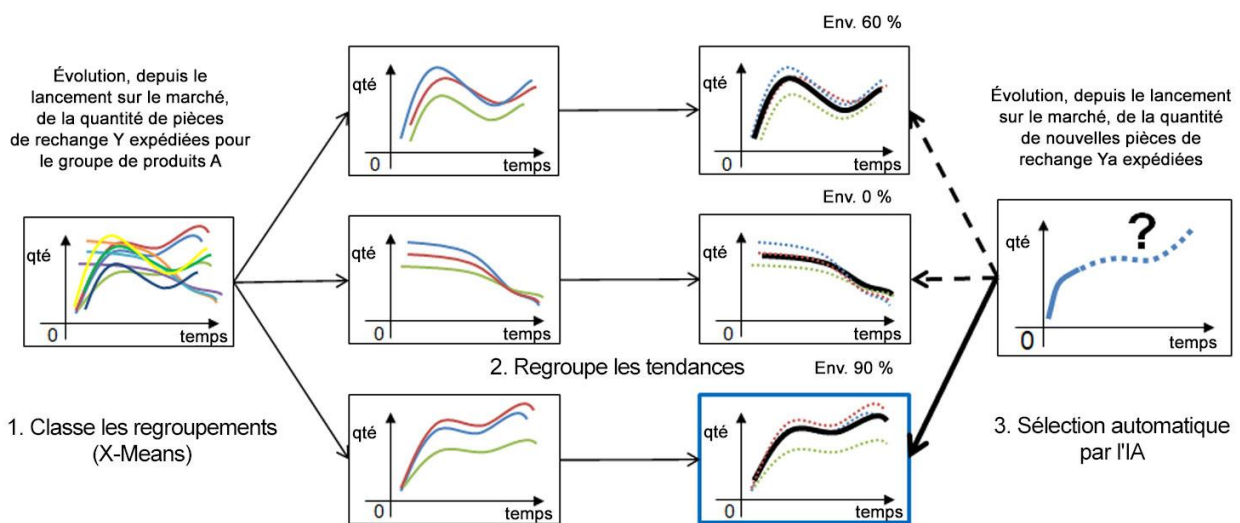 Évolution, depuis le
lancement sur le marché,
de la quantité de pièces
de rechange Y expédiées pour
le groupe de produits A
qté
0
temps
1. Classe les regroupements
(X-Means)
qté
0
temps
qté
0
temps
qté
0
temps
2. Regroupe les tendances
Env. 60 %
qté
0
temps
Env. 0 %
qté
0
temps
Env. 90 %
qté
0
temps
Évolution, depuis le lancement
sur le marché, de la quantité
de nouvelles pièces de
rechange Ya expédiées
qté
?
0
temps
3. Sélection automatique
par l'IA